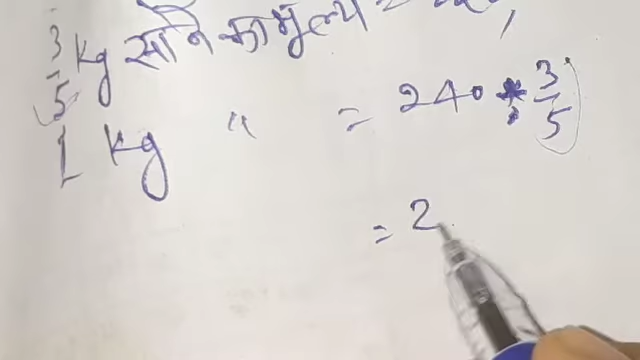 3/5 kg सोने का मूल्य =
1 kg " = 240 ÷ 3/5
= 2